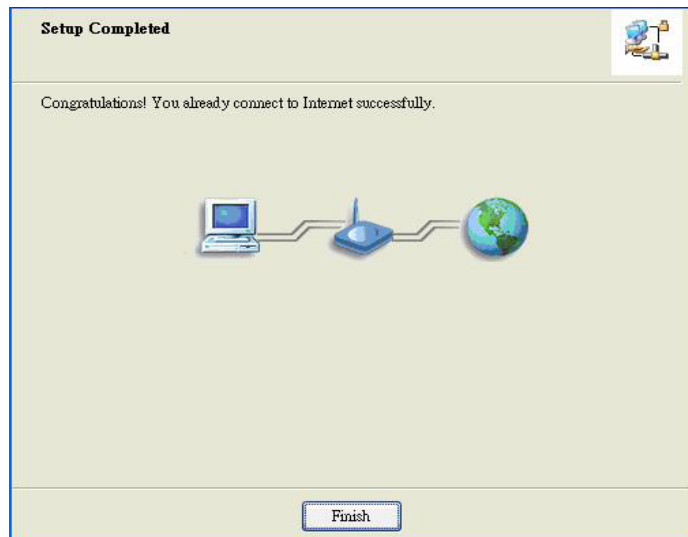 Setup Completed
Congratulations! You already connect to Internet successfully.
Finish